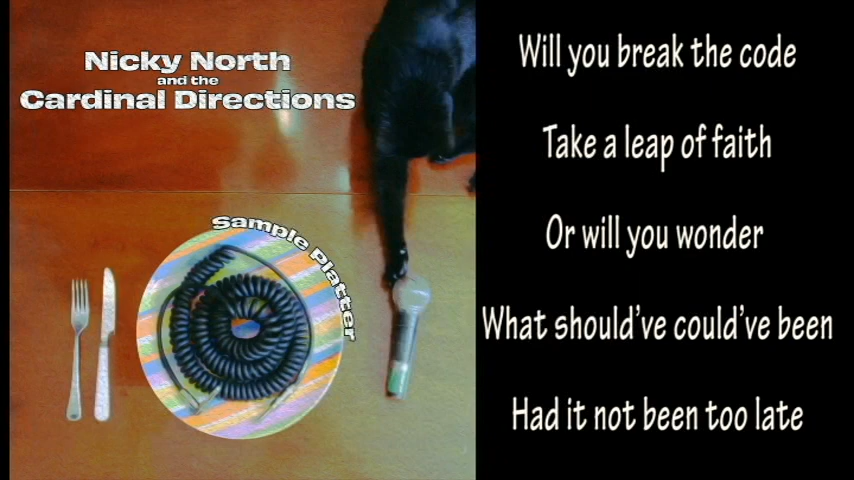 Nicky North
and the
Cardinal Directions
Sample Platter
Will you break the code
Take a leap of faith
Or will you wonder
What should've could've been
Had it not been too late